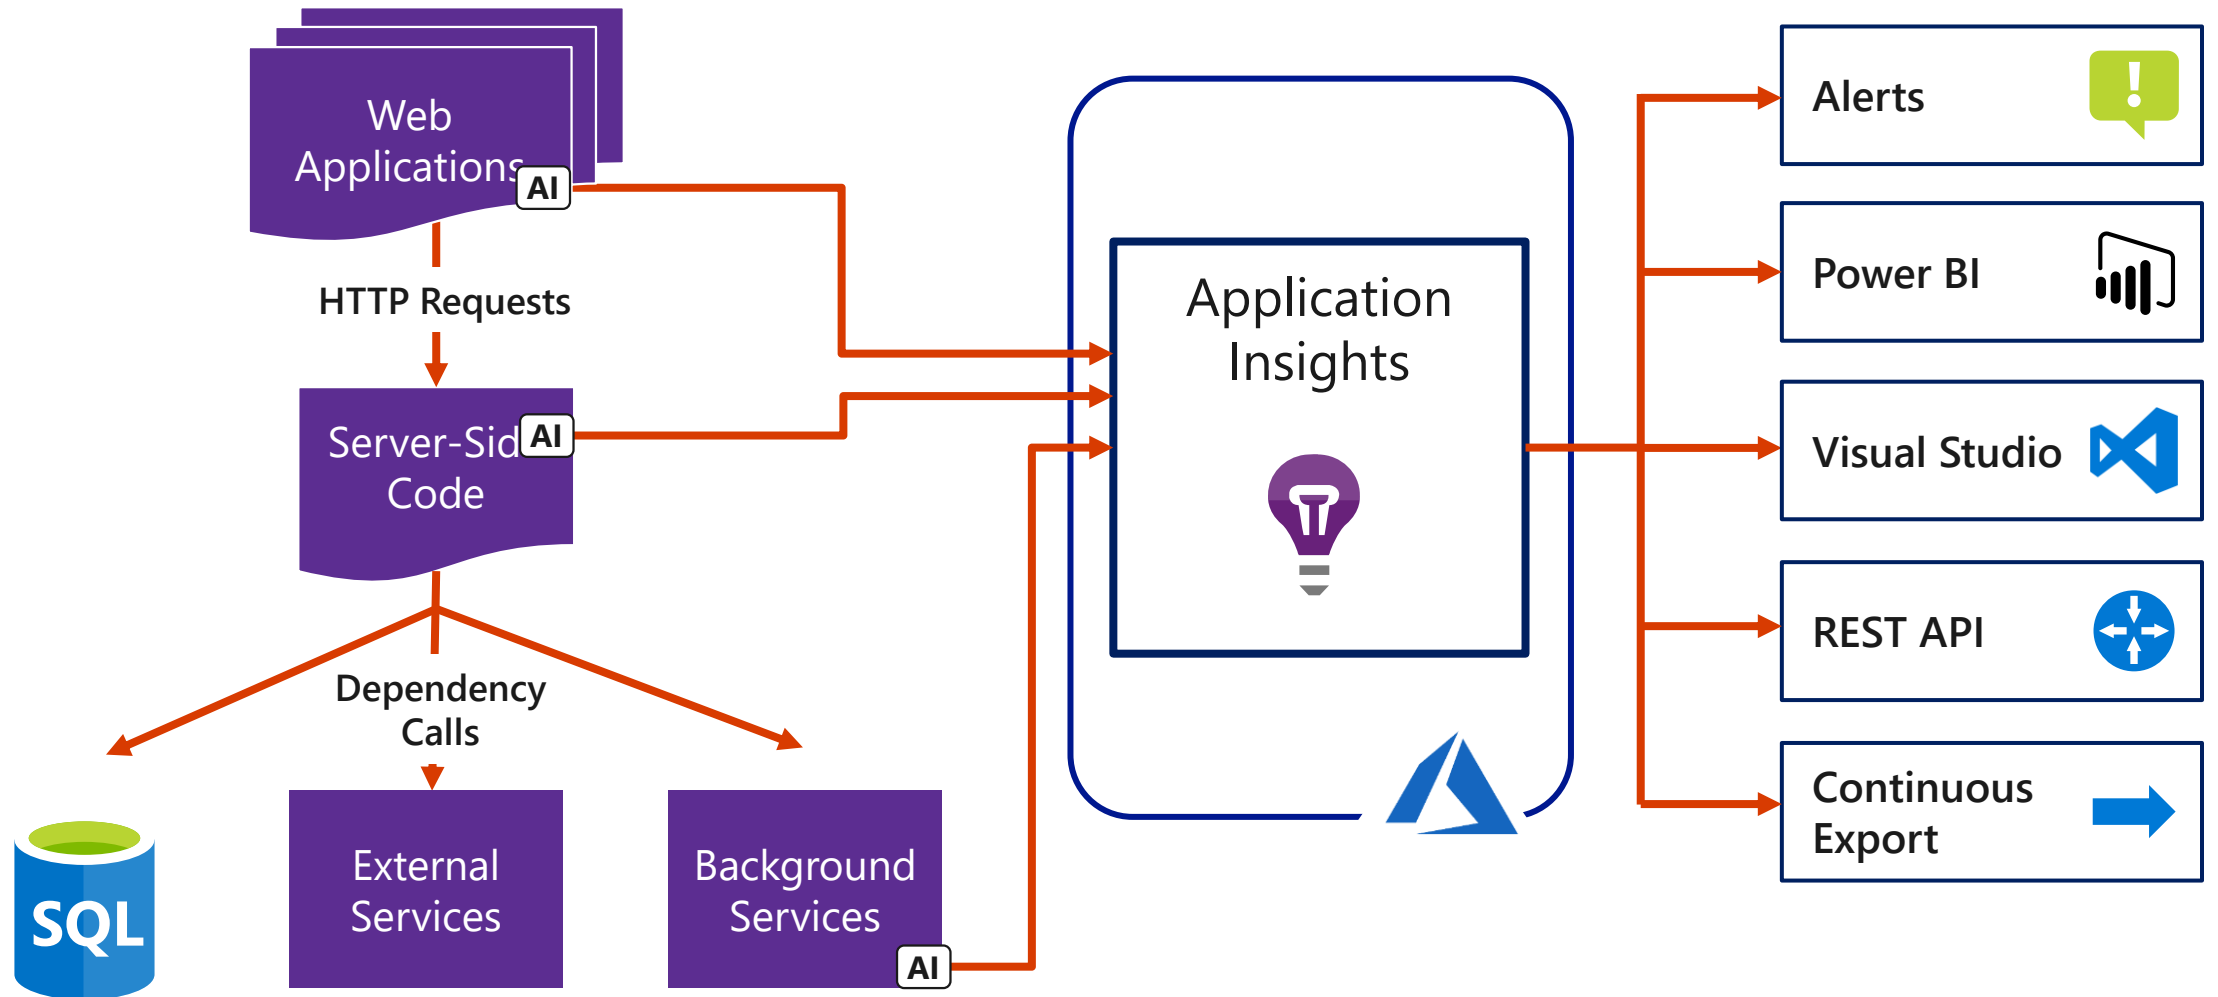 Web
Applications
AI
HTTP Requests
Server-Sid
AI
Code
Dependency
Calls
SQL
External
Services
Background
Services
AI
Application
Insights
Alerts
Power BI
Visual Studio
REST API
Continuous
Export